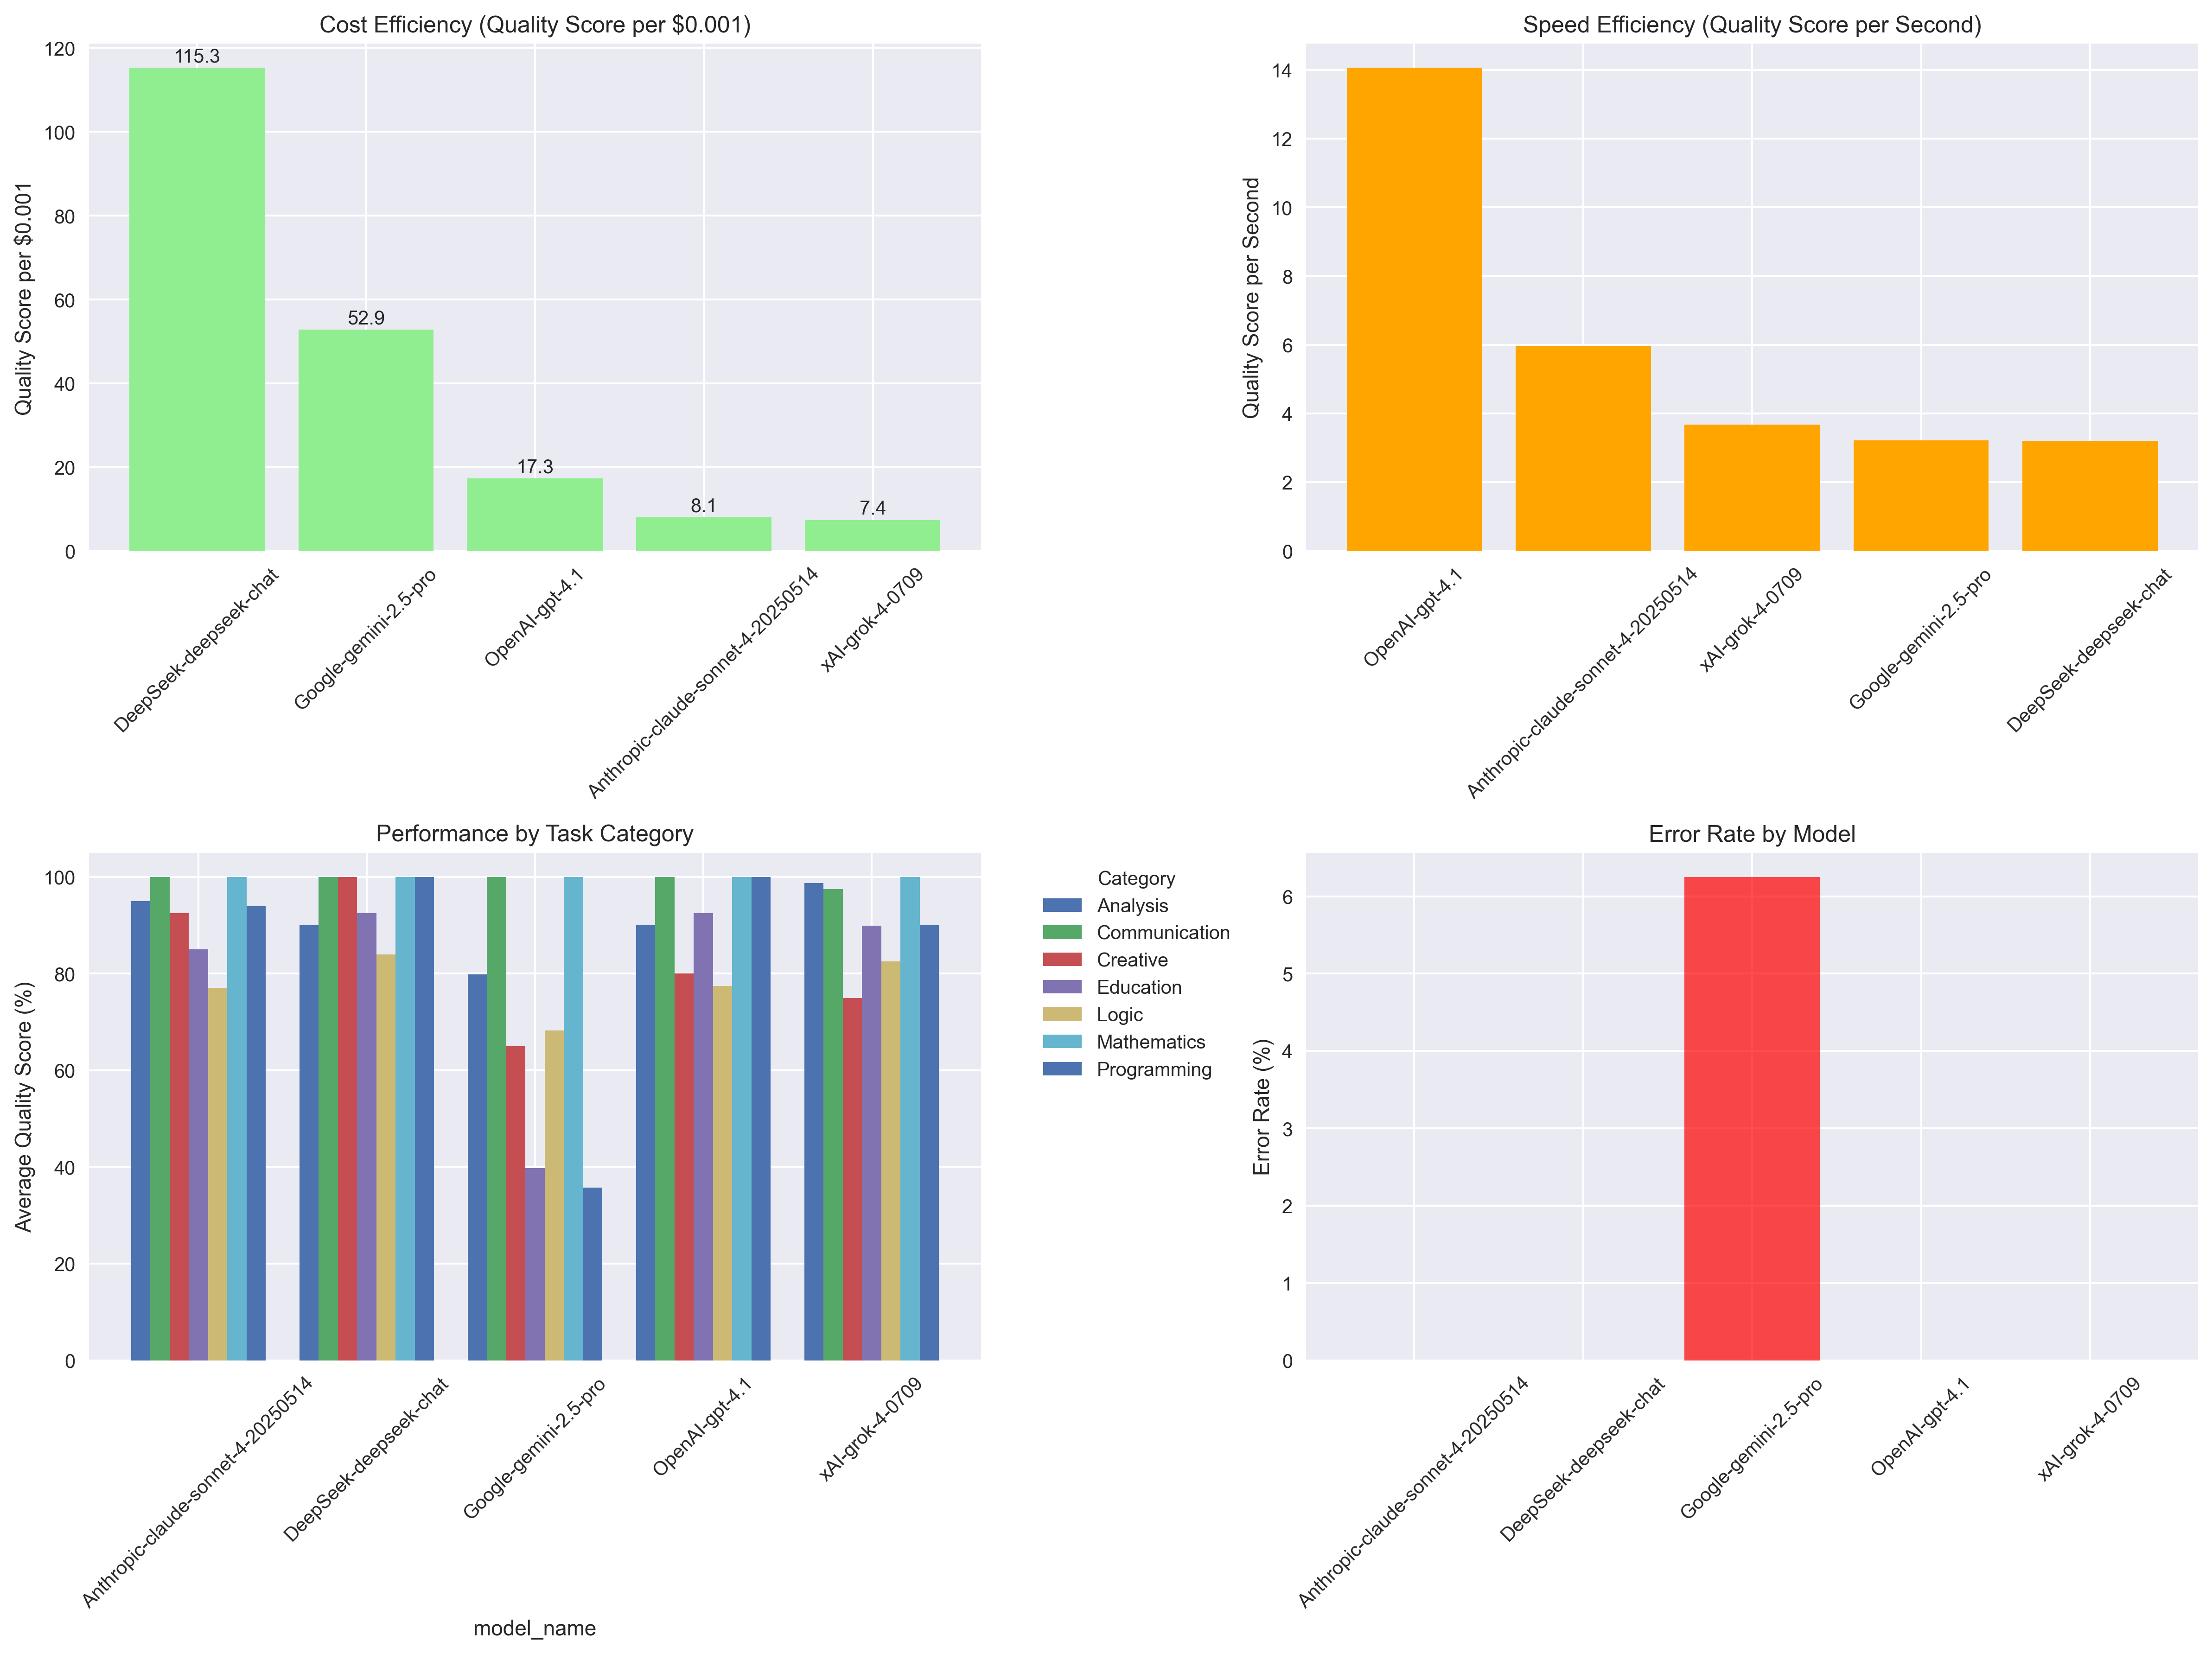 Cost Efficiency (Quality Score per $0.001)
Quality Score per $0.001
120
100
80
60
40
20
0
115.3
52.9
17.3
8.1
7.4
DeepSeek-deepseek-chat
Google-gemini-2.5-pro
OpenAI-gpt-4.1
Anthropic-claude-sonnet-4-20250514
xAI-grok-4-0709
Speed Efficiency (Quality Score per Second)
Quality Score per Second
14
12
10
8
6
4
2
0
OpenAI-gpt-4.1
Anthropic-claude-sonnet-4-20250514
xAI-grok-4-0709
Google-gemini-2.5-pro
DeepSeek-deepseek-chat
Performance by Task Category
Average Quality Score (%)
100
80
60
40
20
0
Anthropic-claude-sonnet-4-20250514
DeepSeek-deepseek-chat
Google-gemini-2.5-pro
OpenAI-gpt-4.1
xAI-grok-4-0709
model_name
Category
Analysis
Communication
Creative
Education
Logic
Mathematics
Programming
Error Rate by Model
Error Rate (%)
6
5
4
3
2
1
0
Anthropic-claude-sonnet-4-20250514
DeepSeek-deepseek-chat
Google-gemini-2.5-pro
OpenAI-gpt-4.1
xAI-grok-4-0709